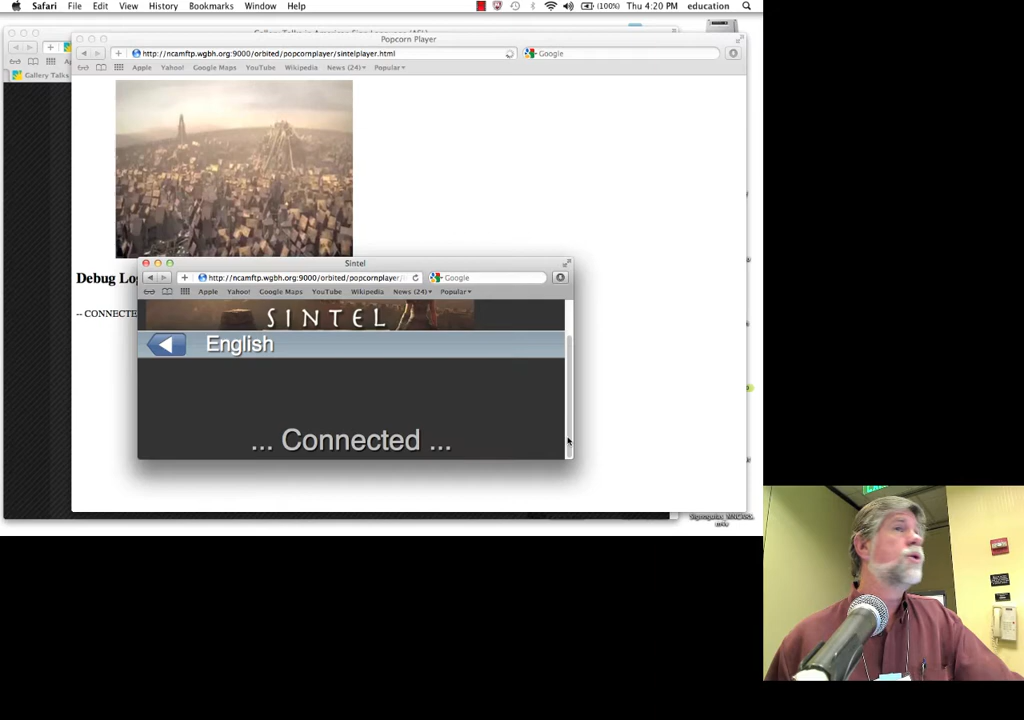 Safari File Edit View History Bookmarks Window Help (100%) Thu 4:20 PM education
Popcorn Player
http://ncamftp.wgbh.org:9000/orbited/popcornplayer/sintelplayer.html Google
Apple Yahoo! Google Maps YouTube Wikipedia News (24) Popular
Gallery Talks
Debug Lo
-- CONNECTE
Sintel
http://ncamftp.wgbh.org:9000/orbited/popcornplayer/ Google
Apple Yahoo! Google Maps YouTube Wikipedia News (24) Popular
SINTEL
English
... Connected ...